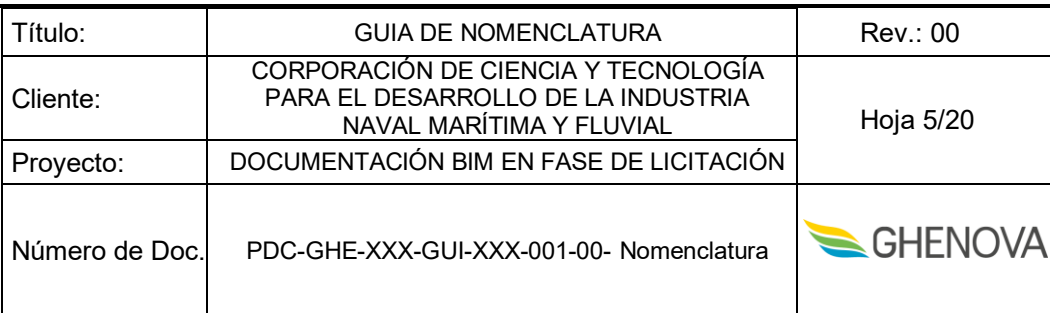 Título:
GUIA DE NOMENCLATURA
Rev.: 00
Cliente:
CORPORACIÓN DE CIENCIA Y TECNOLOGÍA
PARA EL DESARROLLO DE LA INDUSTRIA
NAVAL MARÍTIMA Y FLUVIAL
Hoja 5/20
Proyecto:
DOCUMENTACIÓN BIM EN FASE DE LICITACIÓN
Número de Doc.
PDC-GHE-XXX-GUI-XXX-001-00- Nomenclatura
GHENOVA